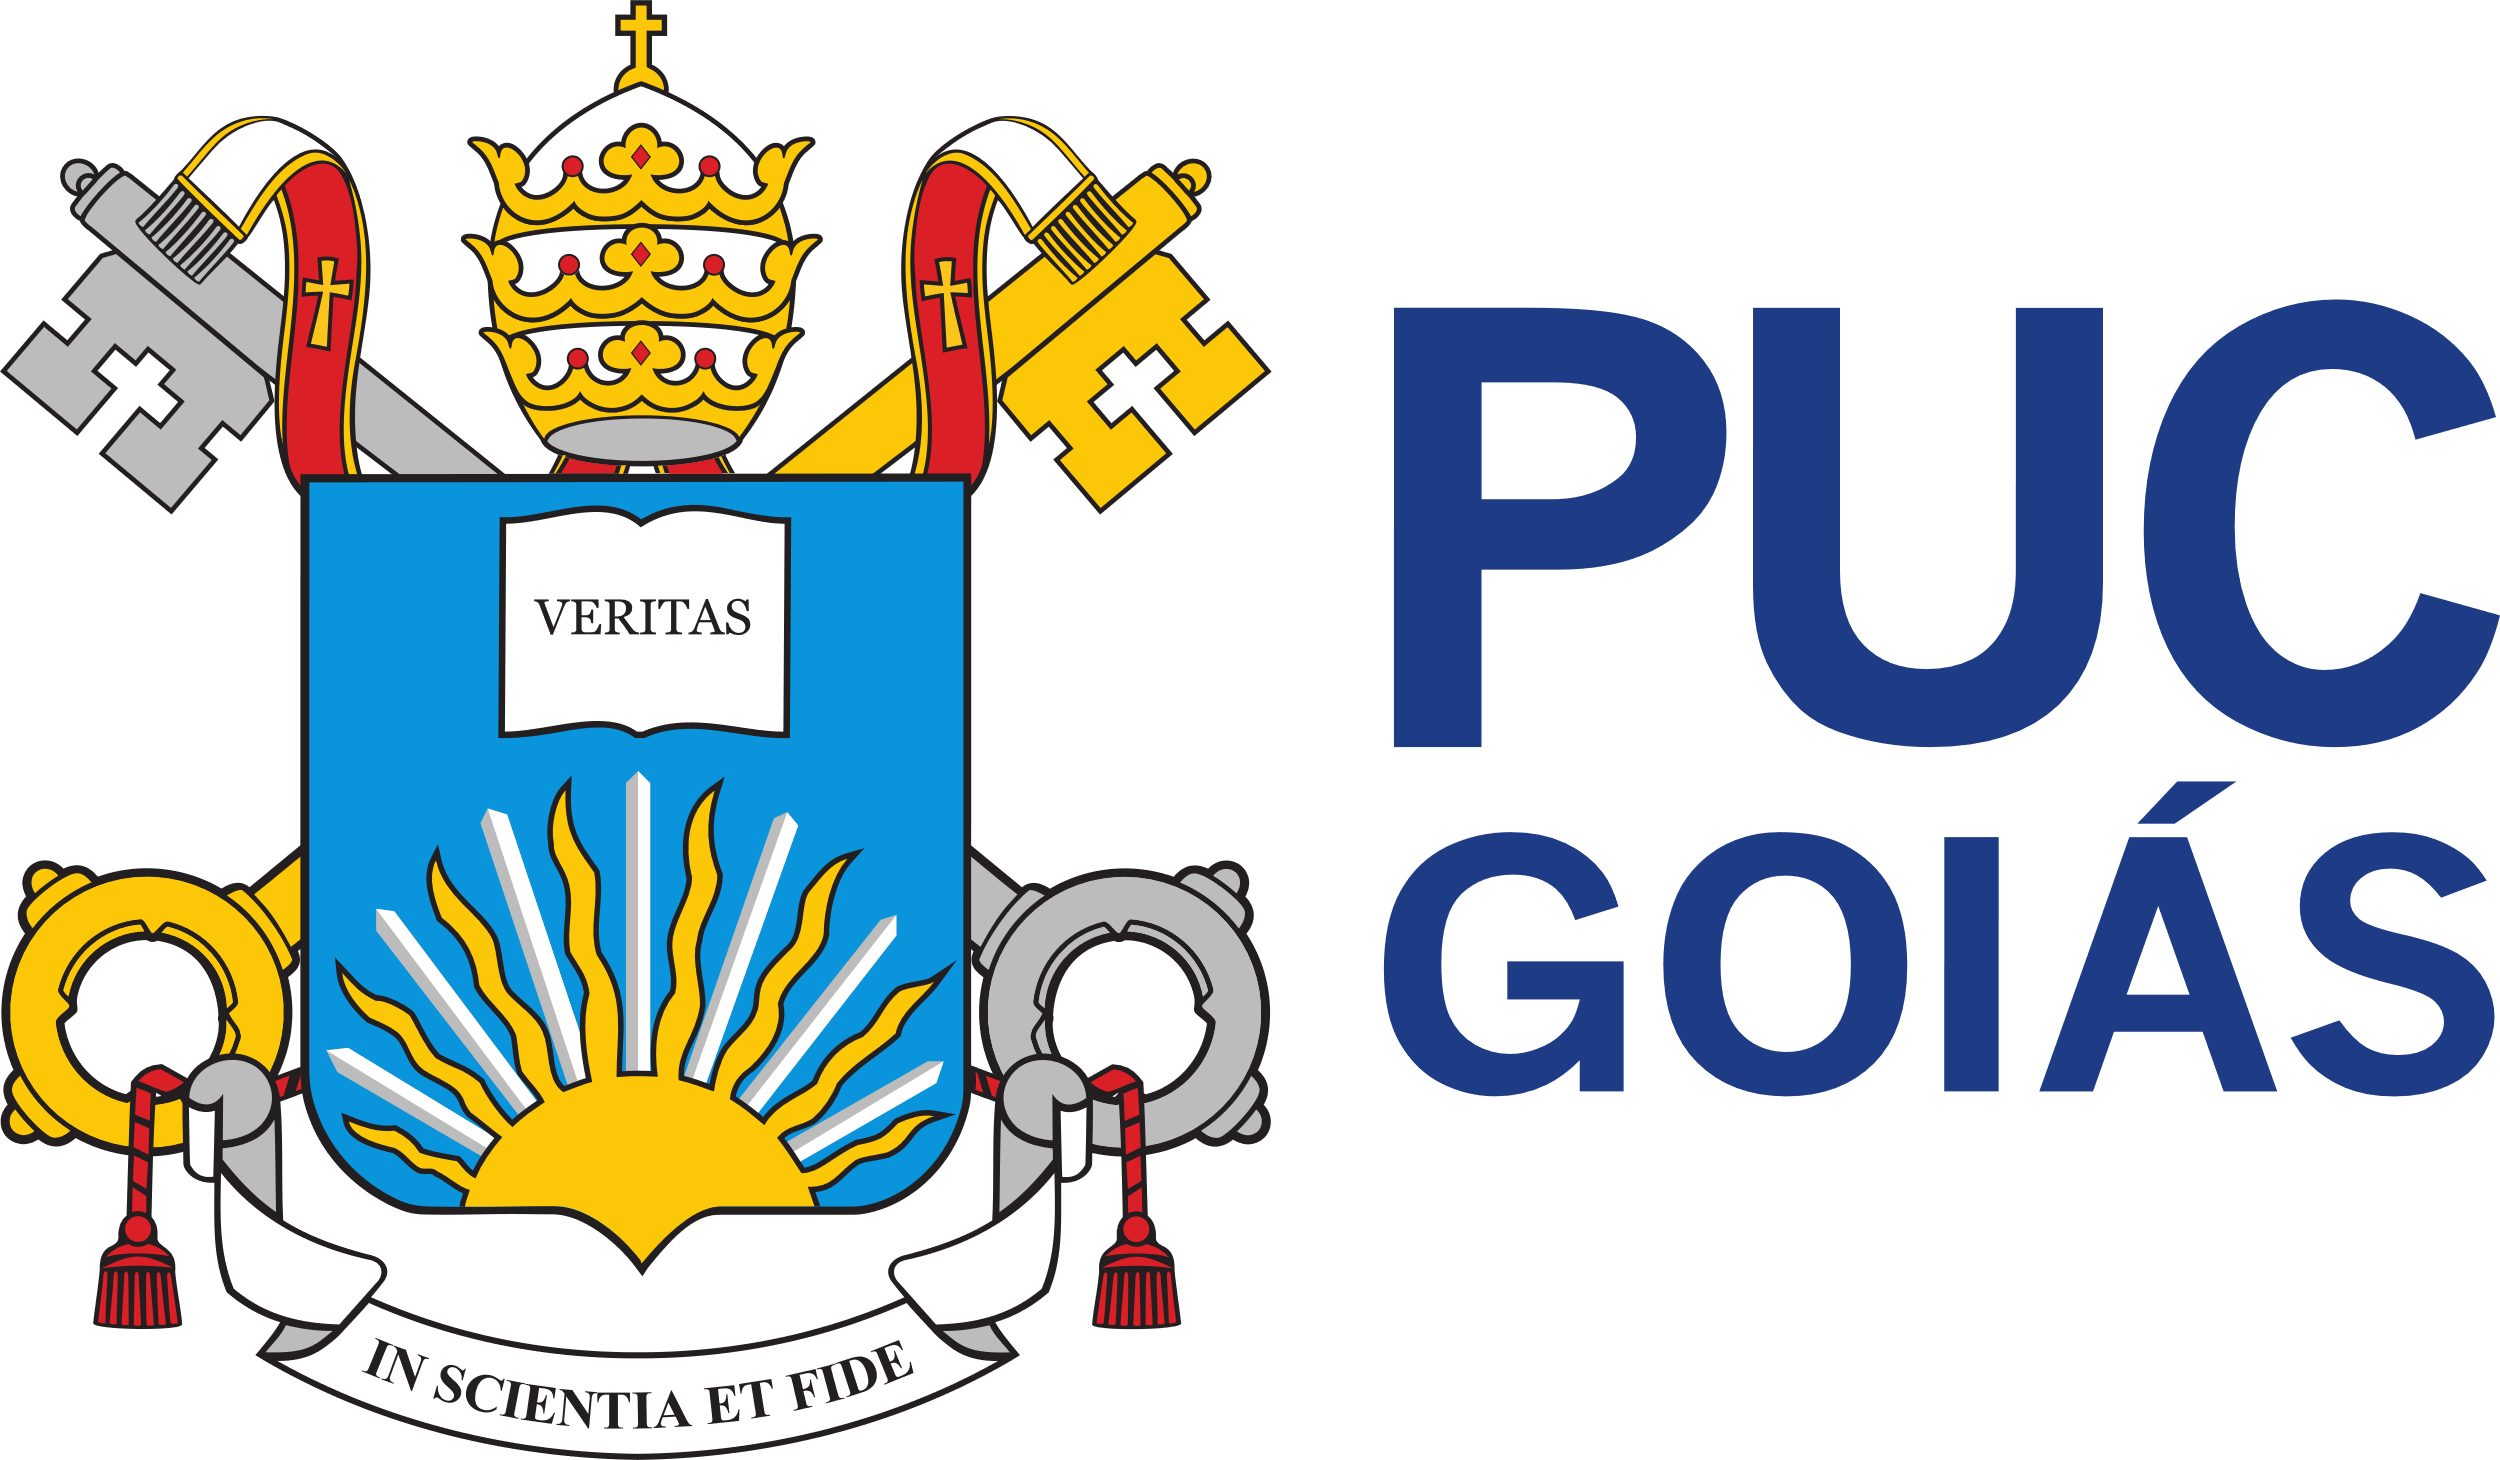 VERITAS
IN SCIENTIA ET FIDE
PUC
GOIÁS